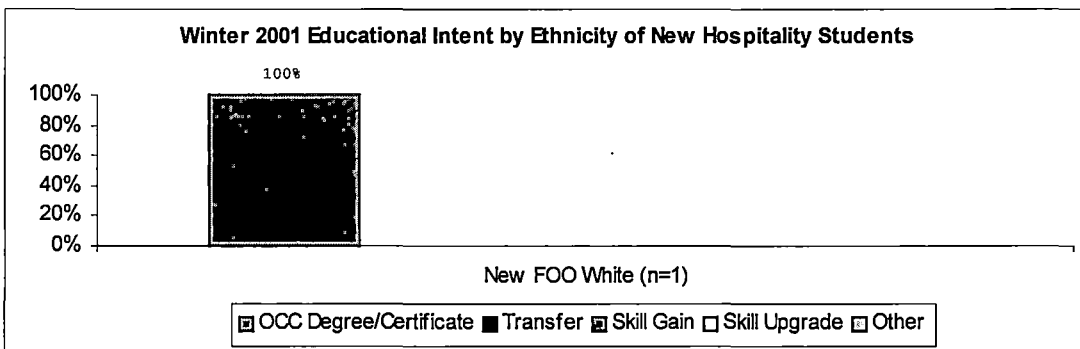 Winter 2001 Educational Intent by Ethnicity of New Hospitality Students
100%
100%
80%
60%
40%
20%
0%
New FOO White (n=1)
OCC Degree/Certificate Transfer Skill Gain Skill Upgrade Other